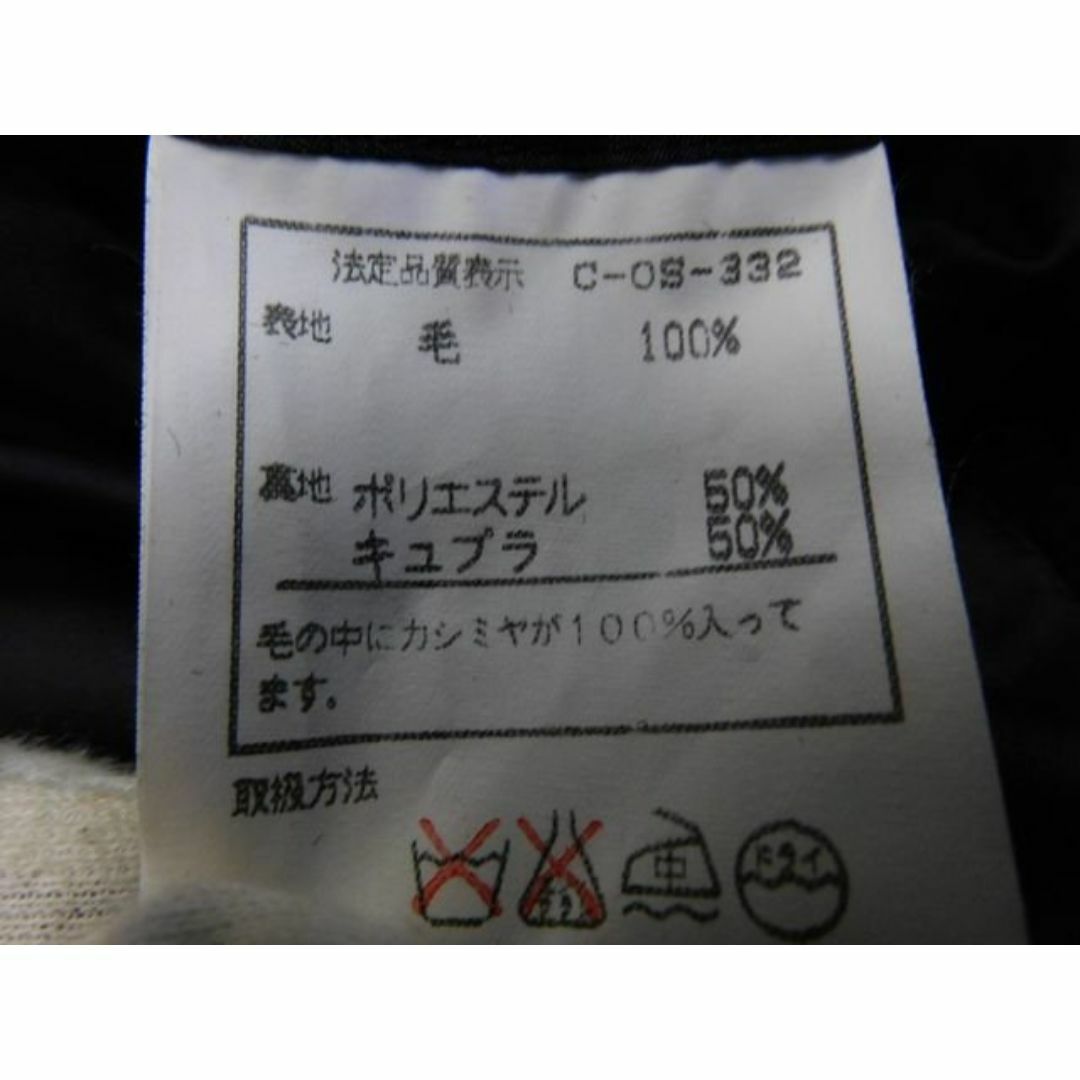 法定品質表示 C-OS-332
表地 毛 100%
裏地 ポリエステル 50%
キュプラ 50%
毛の中にカシミヤが100%入って
ます。
取扱方法
中 ドライ